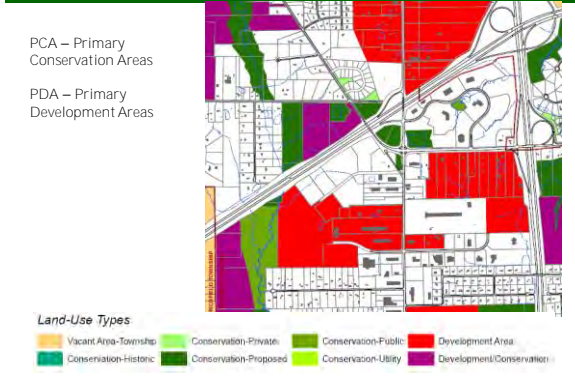 PCA – Primary
Conservation Areas
PDA – Primary
Development Areas
Land-Use Types
Vacant Area-Township
Conservation-Private
Conservation-Public
Development Area
Conservation-Historic
Conservation-Proposed
Conservation-Utility
Development/Conservation